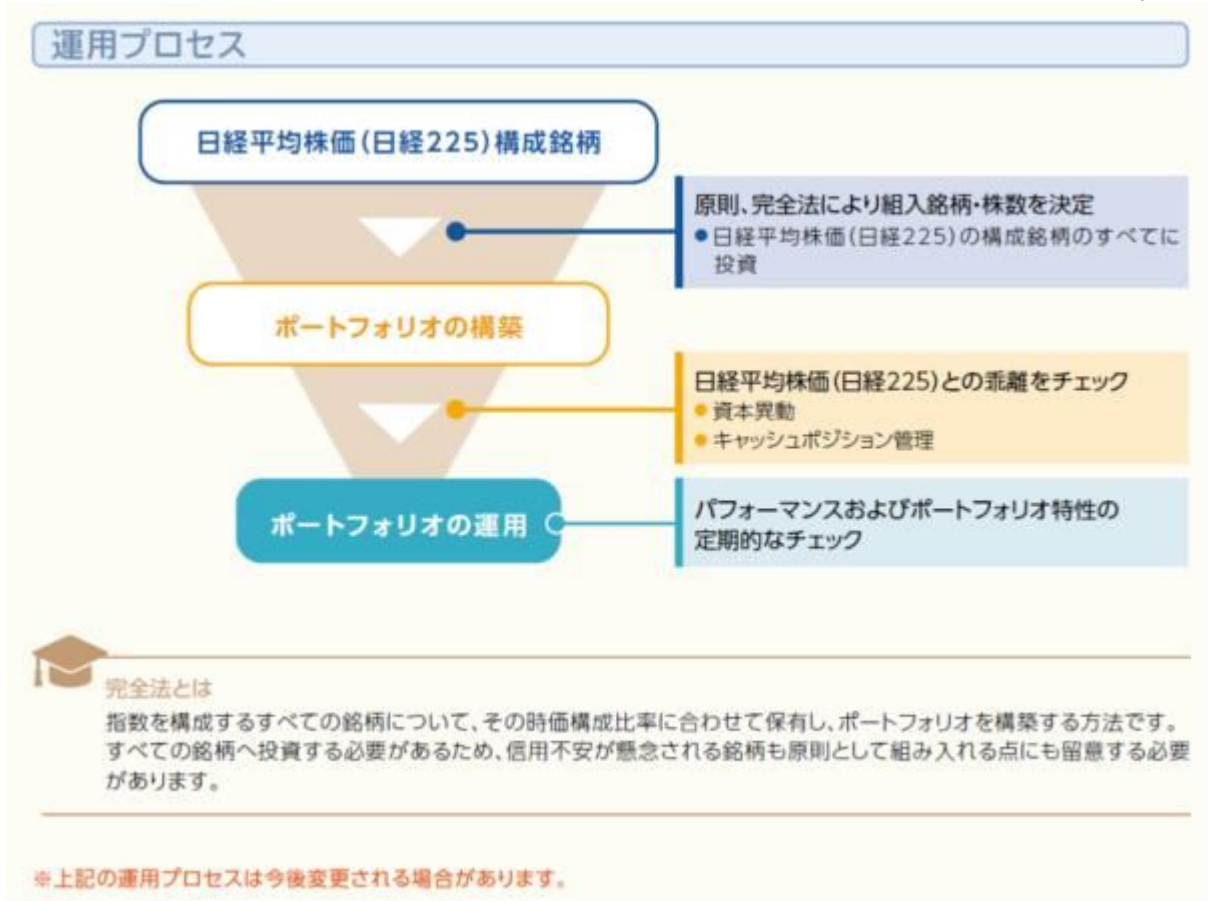 運用プロセス
日経平均株価(日経225)構成銘柄
原則、完全法により組入銘柄・株数を決定
●日経平均株価(日経225)の構成銘柄のすべてに
投資
ポートフォリオの構築
日経平均株価(日経225)との乖離をチェック
●資本異動
●キャッシュポジション管理
ポートフォリオの運用
パフォーマンスおよびポートフォリオ特性の
定期的なチェック
完全法とは
指数を構成するすべての銘柄について、その時価構成比率に合わせて保有し、ポートフォリオを構築する方法です。
すべての銘柄へ投資する必要があるため、信用不安が懸念される銘柄も原則として組み入れる点にも留意する必要
があります。
※上記の運用プロセスは今後変更される場合があります。